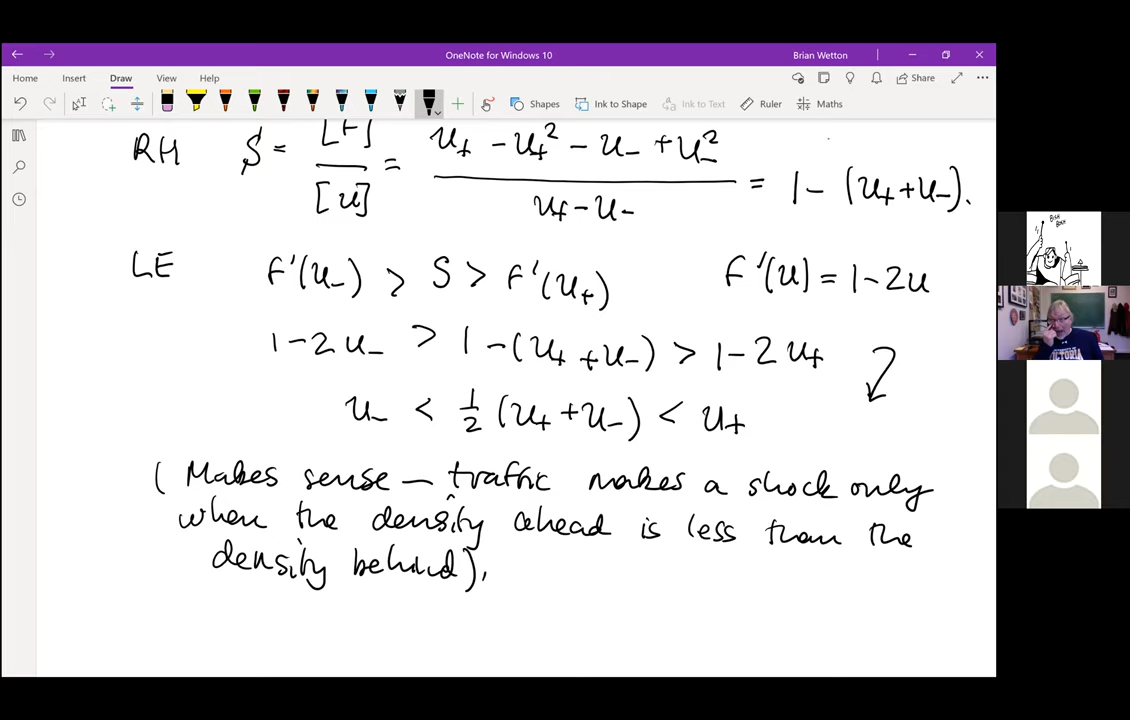 OneNote for Windows 10
Brian Wetton
Home Insert Draw View Help
Share
Shapes Ink to Shape Ink to Text Ruler Maths
RH S = [F] / [u] = u₊ - u₊² - u₋ + u₋² / u₊ - u₋ = 1 - (u₊ + u₋).
LE F'(u₋) > S > F'(u₊) F'(u) = 1 - 2u
1 - 2u₋ > 1 - (u₊ + u₋) > 1 - 2u₊
u₋ < 1/2 (u₊ + u₋) < u₊
(Makes sense — traffic makes a shock only
when the density ahead is less than the
density behind).
VICTORIA